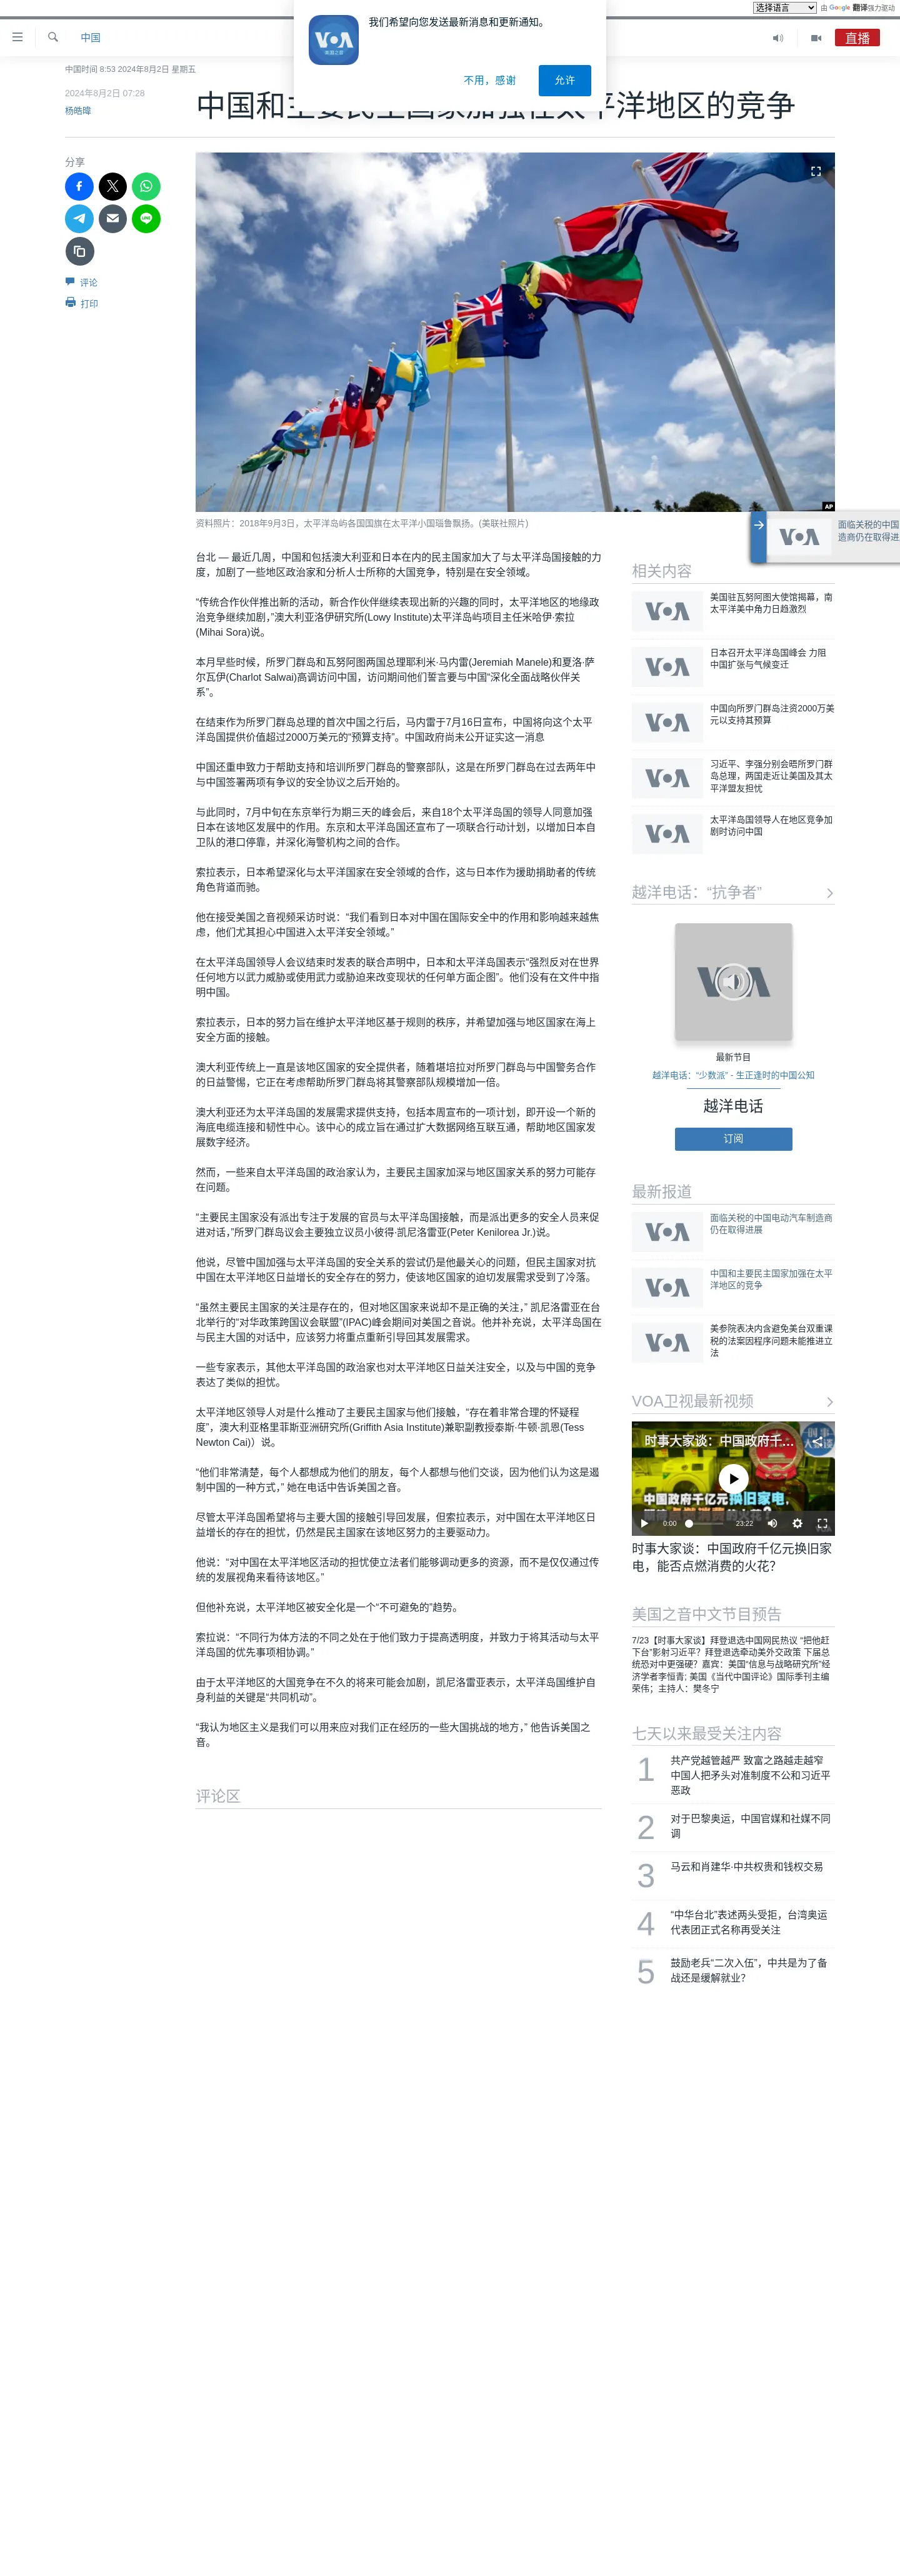 选择语言
由 Google 翻译强力驱动
我们希望向您发送最新消息和更新通知。
VOA
美国之音
不用，感谢
允许
中国
直播
中国时间 8:53 2024年8月2日 星期五
2024年8月2日 07:28
杨皓暐
中国和主要民主国家加强在太平洋地区的竞争
分享
评论
打印
AP
资料照片：2018年9月3日，太平洋岛屿各国国旗在太平洋小国瑙鲁飘扬。(美联社照片)
面临关税的中国
造商仍在取得进
台北 — 最近几周，中国和包括澳大利亚和日本在内的民主国家加大了与太平洋岛国接触的力
度，加剧了一些地区政治家和分析人士所称的大国竞争，特别是在安全领域。
“传统合作伙伴推出新的活动，新合作伙伴继续表现出新的兴趣的同时，太平洋地区的地缘政
治竞争继续加剧，”澳大利亚洛伊研究所(Lowy Institute)太平洋岛屿项目主任米哈伊·索拉
(Mihai Sora)说。
本月早些时候，所罗门群岛和瓦努阿图两国总理耶利米·马内雷(Jeremiah Manele)和夏洛·萨
尔瓦伊(Charlot Salwai)高调访问中国，访问期间他们誓言要与中国“深化全面战略伙伴关
系”。
在结束作为所罗门群岛总理的首次中国之行后，马内雷于7月16日宣布，中国将向这个太平
洋岛国提供价值超过2000万美元的“预算支持”。中国政府尚未公开证实这一消息
中国还重申致力于帮助支持和培训所罗门群岛的警察部队，这是在所罗门群岛在过去两年中
与中国签署两项有争议的安全协议之后开始的。
与此同时，7月中旬在东京举行为期三天的峰会后，来自18个太平洋岛国的领导人同意加强
日本在该地区发展中的作用。东京和太平洋岛国还宣布了一项联合行动计划，以增加日本自
卫队的港口停靠，并深化海警机构之间的合作。
索拉表示，日本希望深化与太平洋国家在安全领域的合作，这与日本作为援助捐助者的传统
角色背道而驰。
他在接受美国之音视频采访时说：“我们看到日本对中国在国际安全中的作用和影响越来越焦
虑，他们尤其担心中国进入太平洋安全领域。”
在太平洋岛国领导人会议结束时发表的联合声明中，日本和太平洋岛国表示“强烈反对在世界
任何地方以武力威胁或使用武力或胁迫来改变现状的任何单方面企图”。他们没有在文件中指
明中国。
索拉表示，日本的努力旨在维护太平洋地区基于规则的秩序，并希望加强与地区国家在海上
安全方面的接触。
澳大利亚传统上一直是该地区国家的安全提供者，随着堪培拉对所罗门群岛与中国警务合作
的日益警惕，它正在考虑帮助所罗门群岛将其警察部队规模增加一倍。
澳大利亚还为太平洋岛国的发展需求提供支持，包括本周宣布的一项计划，即开设一个新的
海底电缆连接和韧性中心。该中心的成立旨在通过扩大数据网络互联互通，帮助地区国家发
展数字经济。
然而，一些来自太平洋岛国的政治家认为，主要民主国家加深与地区国家关系的努力可能存
在问题。
“主要民主国家没有派出专注于发展的官员与太平洋岛国接触，而是派出更多的安全人员来促
进对话，”所罗门群岛议会主要独立议员小彼得·凯尼洛雷亚(Peter Kenilorea Jr.)说。
他说，尽管中国加强与太平洋岛国的安全关系的尝试仍是他最关心的问题，但民主国家对抗
中国在太平洋地区日益增长的安全存在的努力，使该地区国家的迫切发展需求受到了冷落。
“虽然主要民主国家的关注是存在的，但对地区国家来说却不是正确的关注，” 凯尼洛雷亚在台
北举行的“对华政策跨国议会联盟”(IPAC)峰会期间对美国之音说。他并补充说，太平洋岛国在
与民主大国的对话中，应该努力将重点重新引导回其发展需求。
一些专家表示，其他太平洋岛国的政治家也对太平洋地区日益关注安全，以及与中国的竞争
表达了类似的担忧。
太平洋地区领导人对是什么推动了主要民主国家与他们接触，“存在着非常合理的怀疑程
度”，澳大利亚格里菲斯亚洲研究所(Griffith Asia Institute)兼职副教授泰斯·牛顿·凯恩(Tess
Newton Cain)）说。
“他们非常清楚，每个人都想成为他们的朋友，每个人都想与他们交谈，因为他们认为这是遏
制中国的一种方式，” 她在电话中告诉美国之音。
尽管太平洋岛国希望将与主要大国的接触引导回发展，但索拉表示，对中国在太平洋地区日
益增长的存在的担忧，仍然是民主国家在该地区努力的主要驱动力。
他说：“对中国在太平洋地区活动的担忧使立法者们能够调动更多的资源，而不是仅仅通过传
统的发展视角来看待该地区。”
但他补充说，太平洋地区被安全化是一个“不可避免的”趋势。
索拉说：“不同行为体方法的不同之处在于他们致力于提高透明度，并致力于将其活动与太平
洋岛国的优先事项相协调。”
由于太平洋地区的大国竞争在不久的将来可能会加剧，凯尼洛雷亚表示，太平洋岛国维护自
身利益的关键是“共同机动”。
“我认为地区主义是我们可以用来应对我们正在经历的一些大国挑战的地方，” 他告诉美国之
音。
评论区
相关内容
美国驻瓦努阿图大使馆揭幕，南
太平洋美中角力日趋激烈
日本召开太平洋岛国峰会 力阻
中国扩张与气候变迁
中国向所罗门群岛注资2000万美
元以支持其预算
习近平、李强分别会晤所罗门群
岛总理，两国走近让美国及其太
平洋盟友担忧
太平洋岛国领导人在地区竞争加
剧时访问中国
越洋电话：“抗争者”
VOA
最新节目
越洋电话：“少数派” - 生正逢时的中国公知
越洋电话
订阅
最新报道
面临关税的中国电动汽车制造商
仍在取得进展
中国和主要民主国家加强在太平
洋地区的竞争
美参院表决内含避免美台双重课
税的法案因程序问题未能推进立
法
VOA卫视最新视频
时事大家谈：中国政府千...
中国政府千亿元换旧家电，
0:00
23:22
时事大家谈：中国政府千亿元换旧家
电，能否点燃消费的火花?
美国之音中文节目预告
7/23【时事大家谈】拜登退选中国网民热议 “把他赶
下台”影射习近平？拜登退选牵动美外交政策 下届总
统恐对中更强硬？嘉宾：美国“信息与战略研究所”经
济学者李恒青; 美国《当代中国评论》国际季刊主编
荣伟；主持人：樊冬宁
七天以来最受关注内容
1
共产党越管越严 致富之路越走越窄
中国人把矛头对准制度不公和习近平
恶政
2
对于巴黎奥运，中国官媒和社媒不同
调
3
马云和肖建华·中共权贵和钱权交易
4
“中华台北”表述两头受拒，台湾奥运
代表团正式名称再受关注
5
鼓励老兵“二次入伍”，中共是为了备
战还是缓解就业？